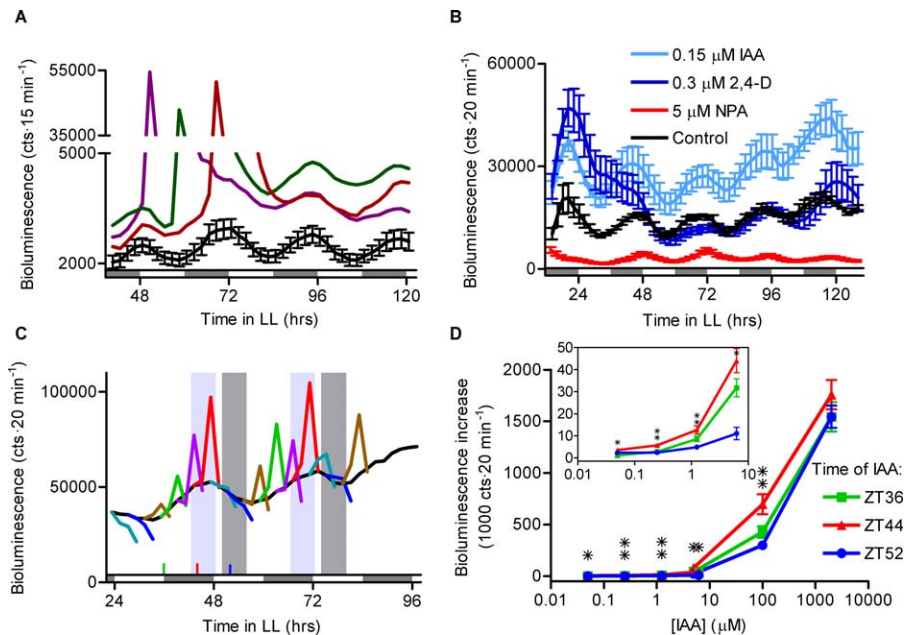 A
Bioluminescence (cts·15 min⁻¹)
55000
35000
5000
2000
48 72 96 120
Time in LL (hrs)
B
Bioluminescence (cts·20 min⁻¹)
60000
30000
0
0.15 μM IAA
0.3 μM 2,4-D
5 μM NPA
Control
24 48 72 96 120
Time in LL (hrs)
C
Bioluminescence (cts·20 min⁻¹)
100000
50000
0
24 48 72 96
Time in LL (hrs)
D
Bioluminescence increase
(1000 cts·20 min⁻¹)
2000
1500
1000
500
0
50
40
30
20
10
0
0.01 0.1 1 10
* ** ** *
* ** ** ** **
Time of IAA:
ZT36
ZT44
ZT52
0.01 0.1 1 10 100 1000 10000
[IAA] (μM)